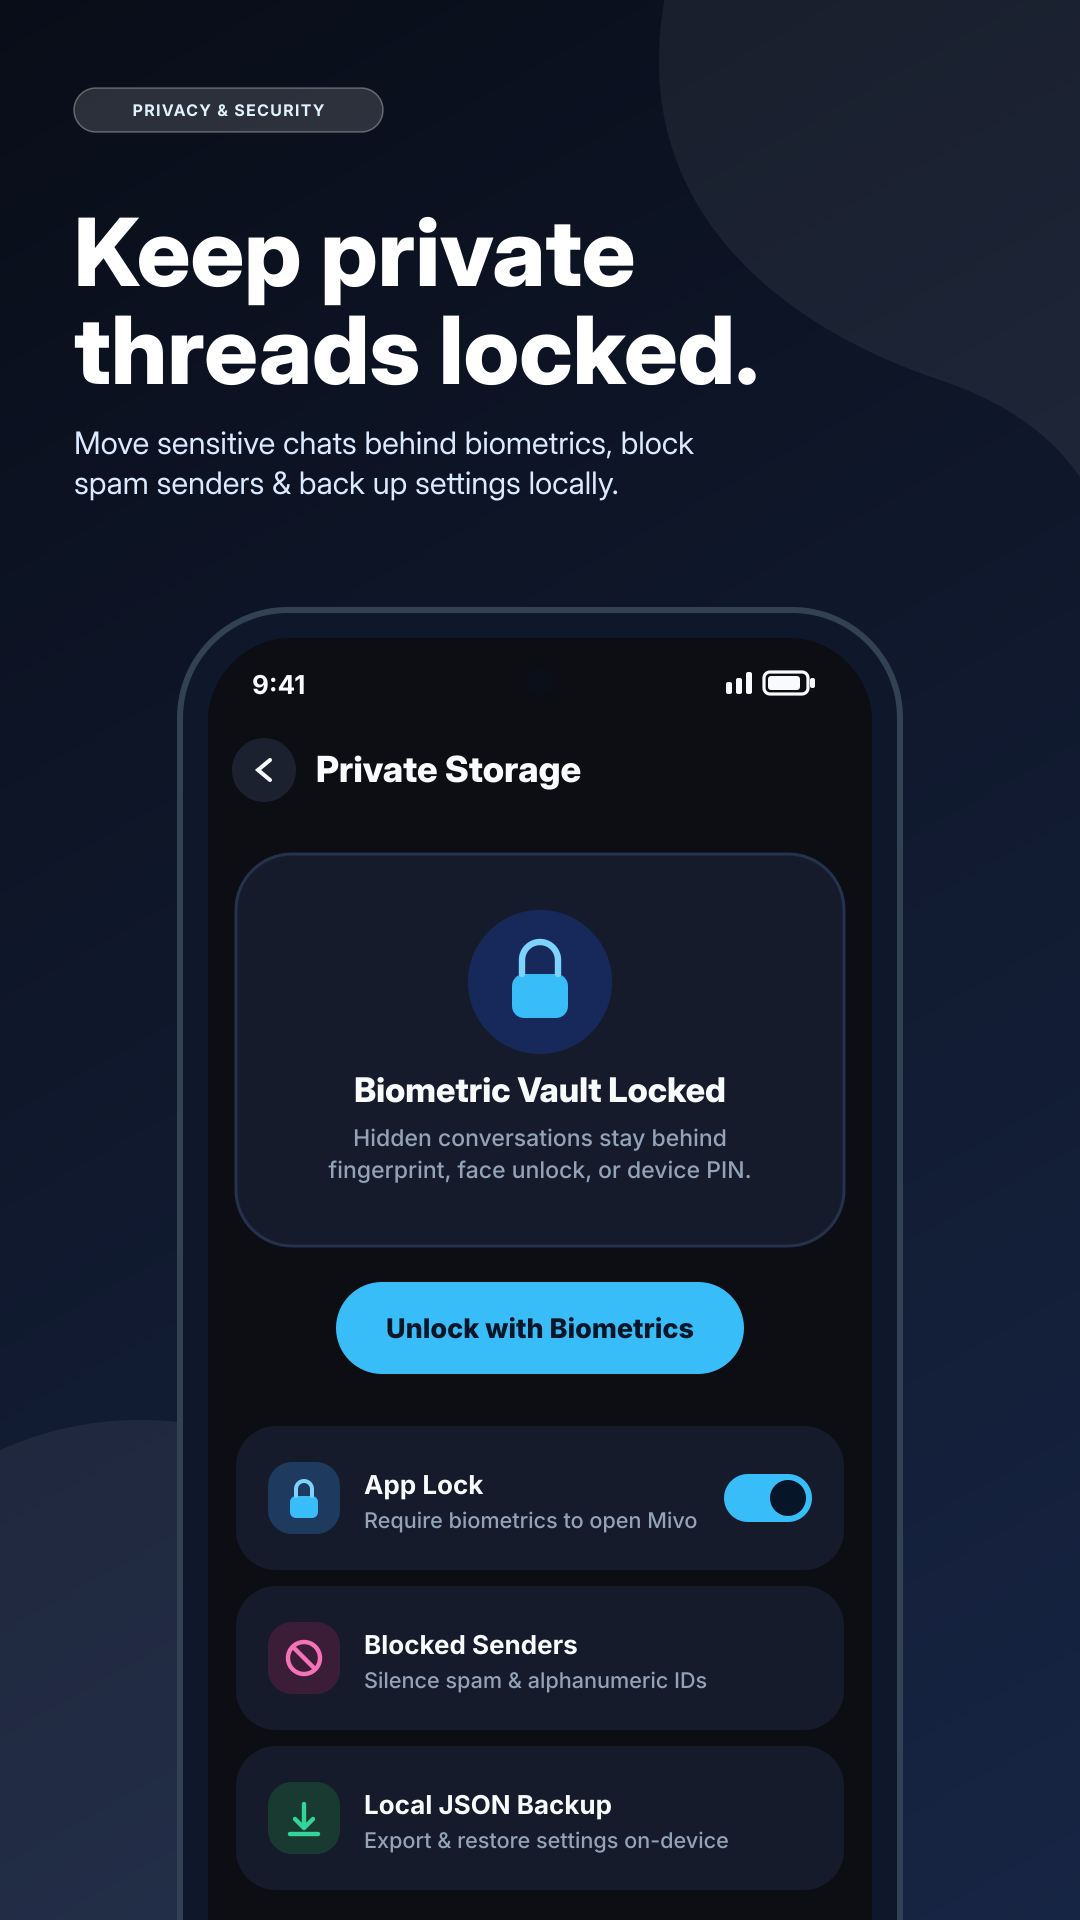 PRIVACY & SECURITY
Keep private
threads locked.
Move sensitive chats behind biometrics, block
spam senders & back up settings locally.
9:41
Private Storage
Biometric Vault Locked
Hidden conversations stay behind
fingerprint, face unlock, or device PIN.
Unlock with Biometrics
App Lock
Require biometrics to open Mivo
Blocked Senders
Silence spam & alphanumeric IDs
Local JSON Backup
Export & restore settings on-device